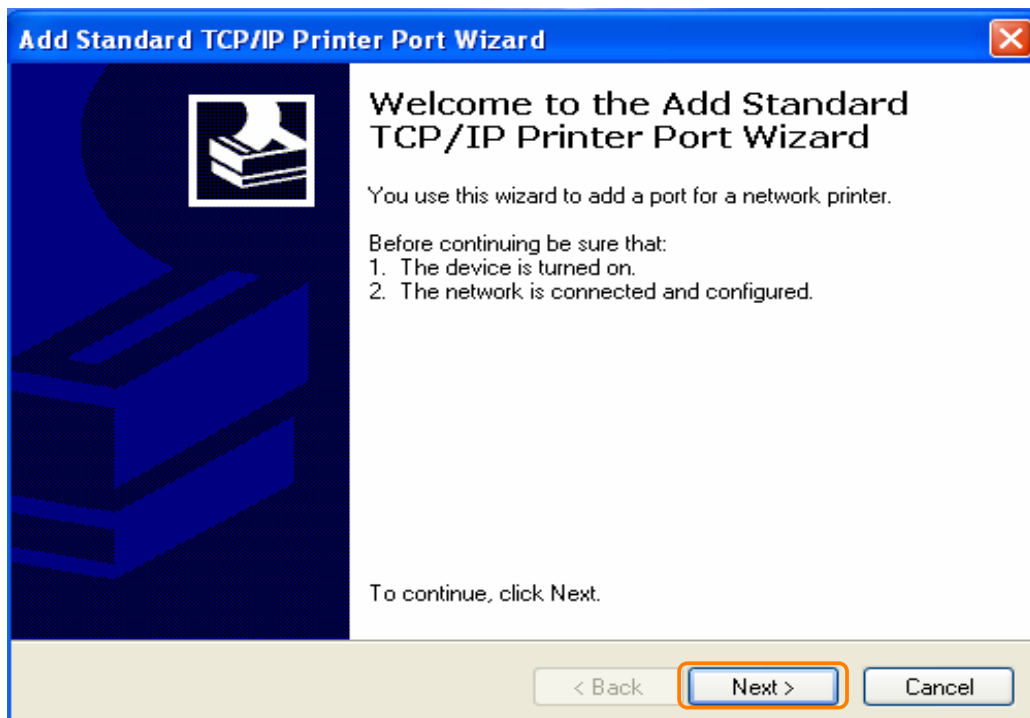 Add Standard TCP/IP Printer Port Wizard
Welcome to the Add Standard
TCP/IP Printer Port Wizard
You use this wizard to add a port for a network printer.
Before continuing be sure that:
1. The device is turned on.
2. The network is connected and configured.
To continue, click Next.
< Back
Next >
Cancel